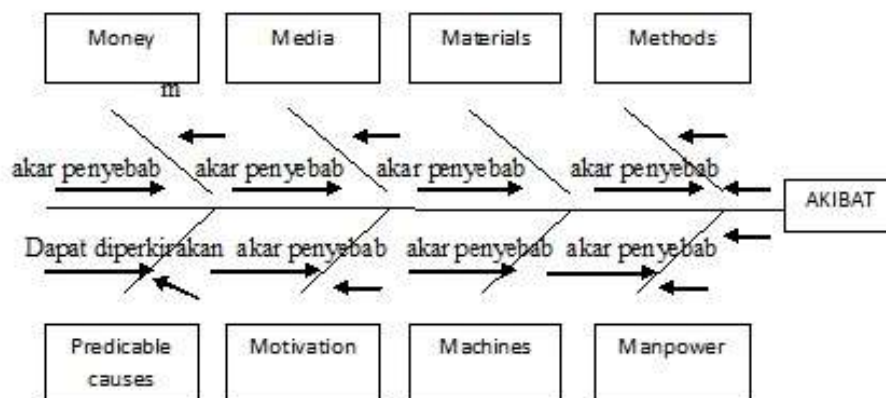 Money
Media
Materials
Methods
m
akar penyebab akar penyebab akar penyebab akar penyebab
AKIBAT
Dapat diperkirakan akar penyebab akar penyebab akar penyebab
Predicable
causes
Motivation
Machines
Manpower